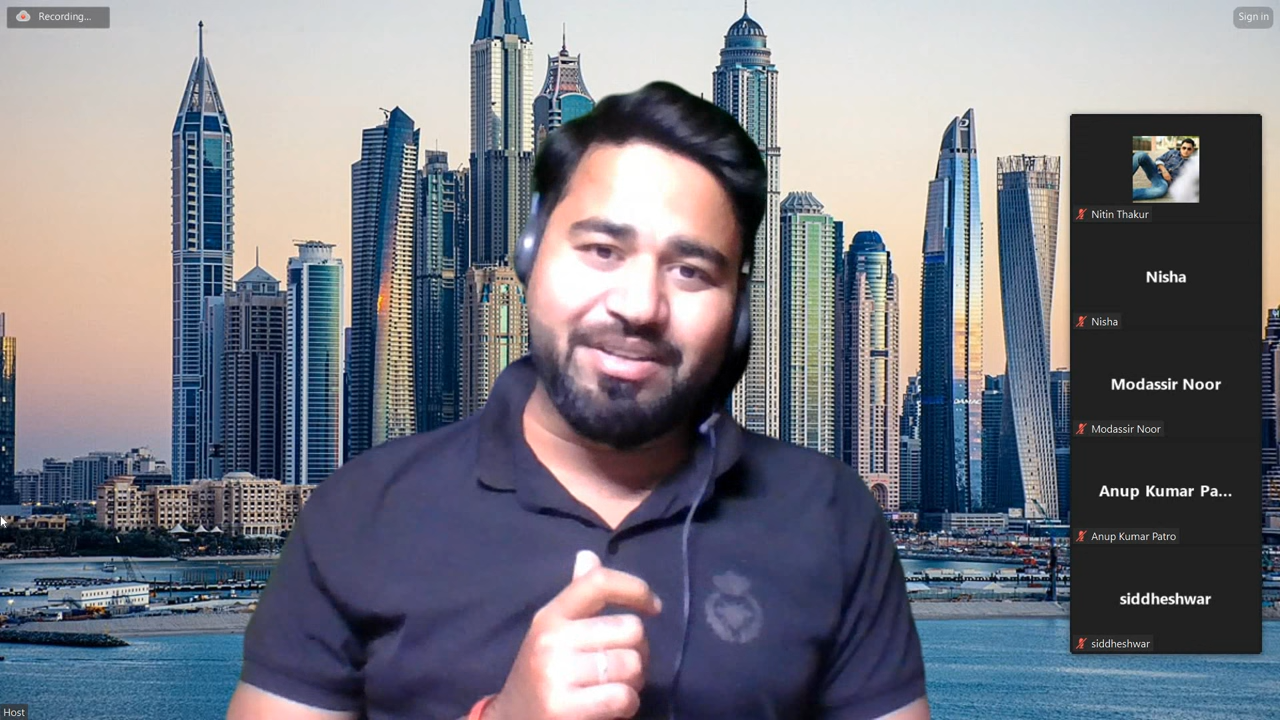 Recording...
Sign in
Nitin Thakur
Nisha
Nisha
Modassir Noor
Modassir Noor
Anup Kumar Pa...
Anup Kumar Patro
siddheshwar
siddheshwar
DAMAC
Host